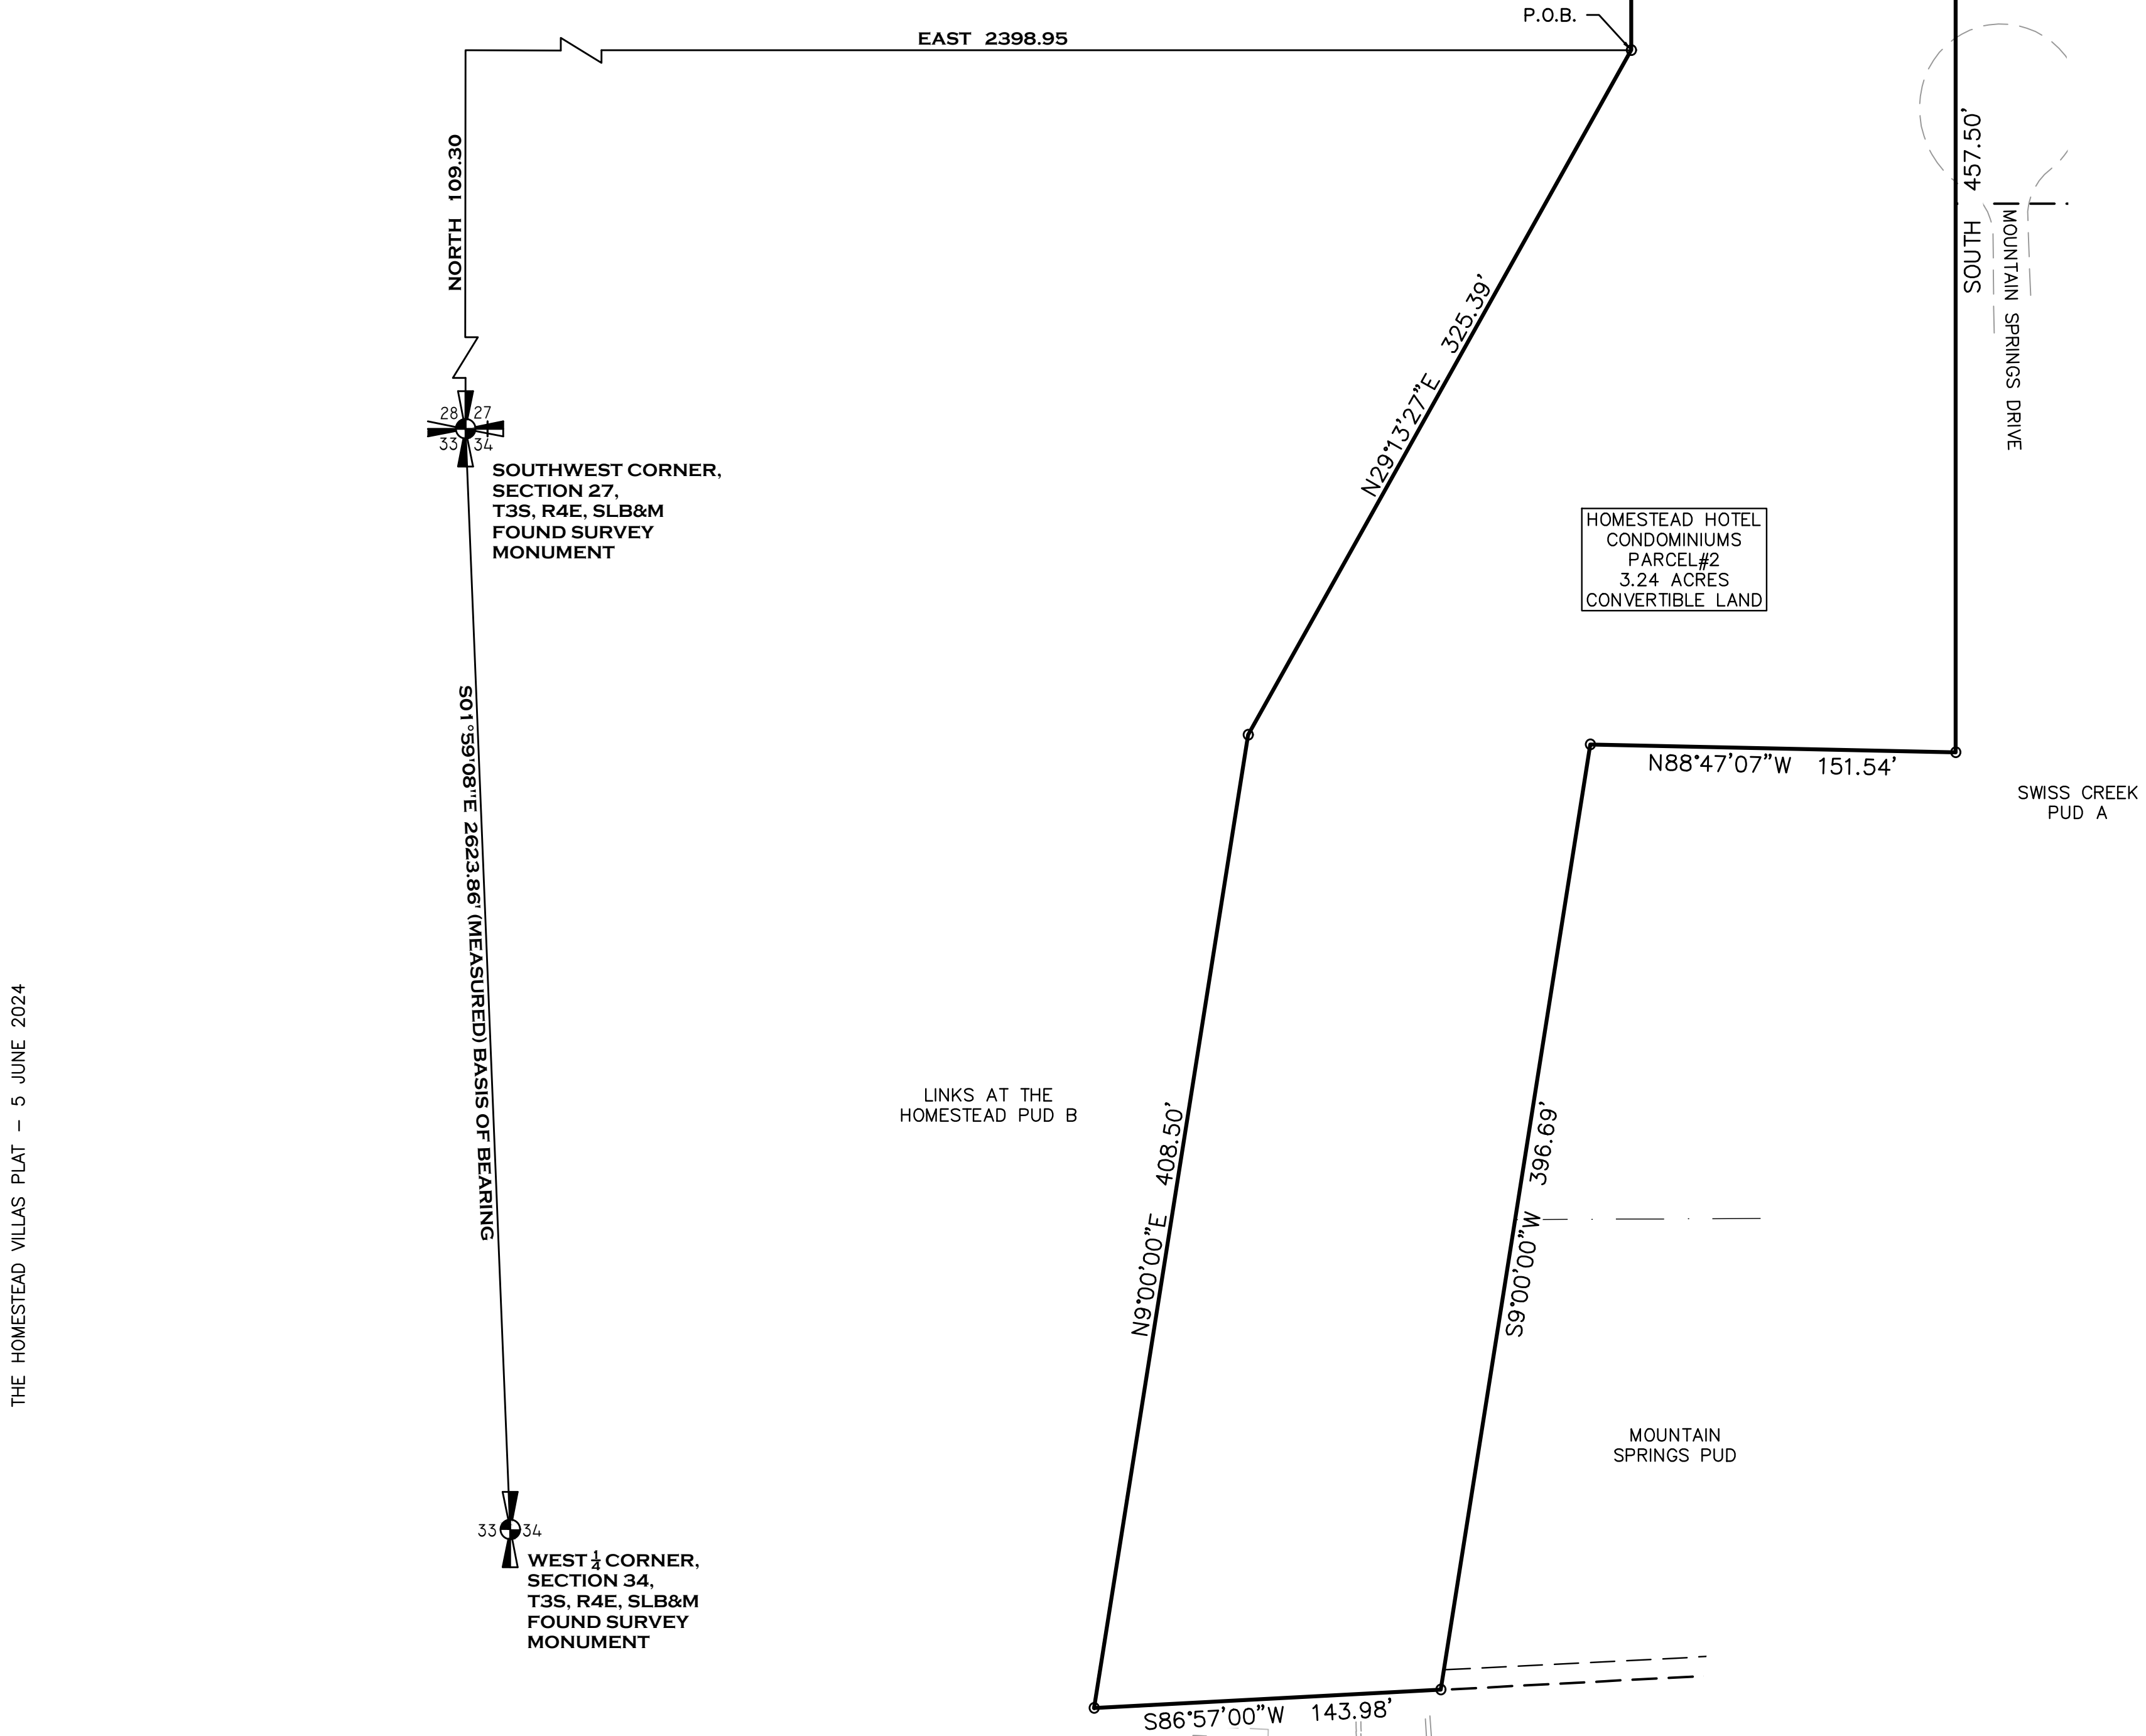 P.O.B.
EAST 2398.95
NORTH 109.30
SOUTH 457.50'
MOUNTAIN SPRINGS DRIVE
N29°13'27"E 325.39'
28 27
33 34
SOUTHWEST CORNER,
SECTION 27,
T3S, R4E, SLB&M
FOUND SURVEY
MONUMENT
HOMESTEAD HOTEL
CONDOMINIUMS
PARCEL#2
3.24 ACRES
CONVERTIBLE LAND
S01°59'08"E 2623.86' (MEASURED) BASIS OF BEARING
N88°47'07"W 151.54'
SWISS CREEK
PUD A
THE HOMESTEAD VILLAS PLAT – 5 JUNE 2024
LINKS AT THE
HOMESTEAD PUD B
N9°00'00"E 408.50'
S9°00'00"W 396.69'
MOUNTAIN
SPRINGS PUD
33 34
WEST 1/4 CORNER,
SECTION 34,
T3S, R4E, SLB&M
FOUND SURVEY
MONUMENT
S86°57'00"W 143.98'